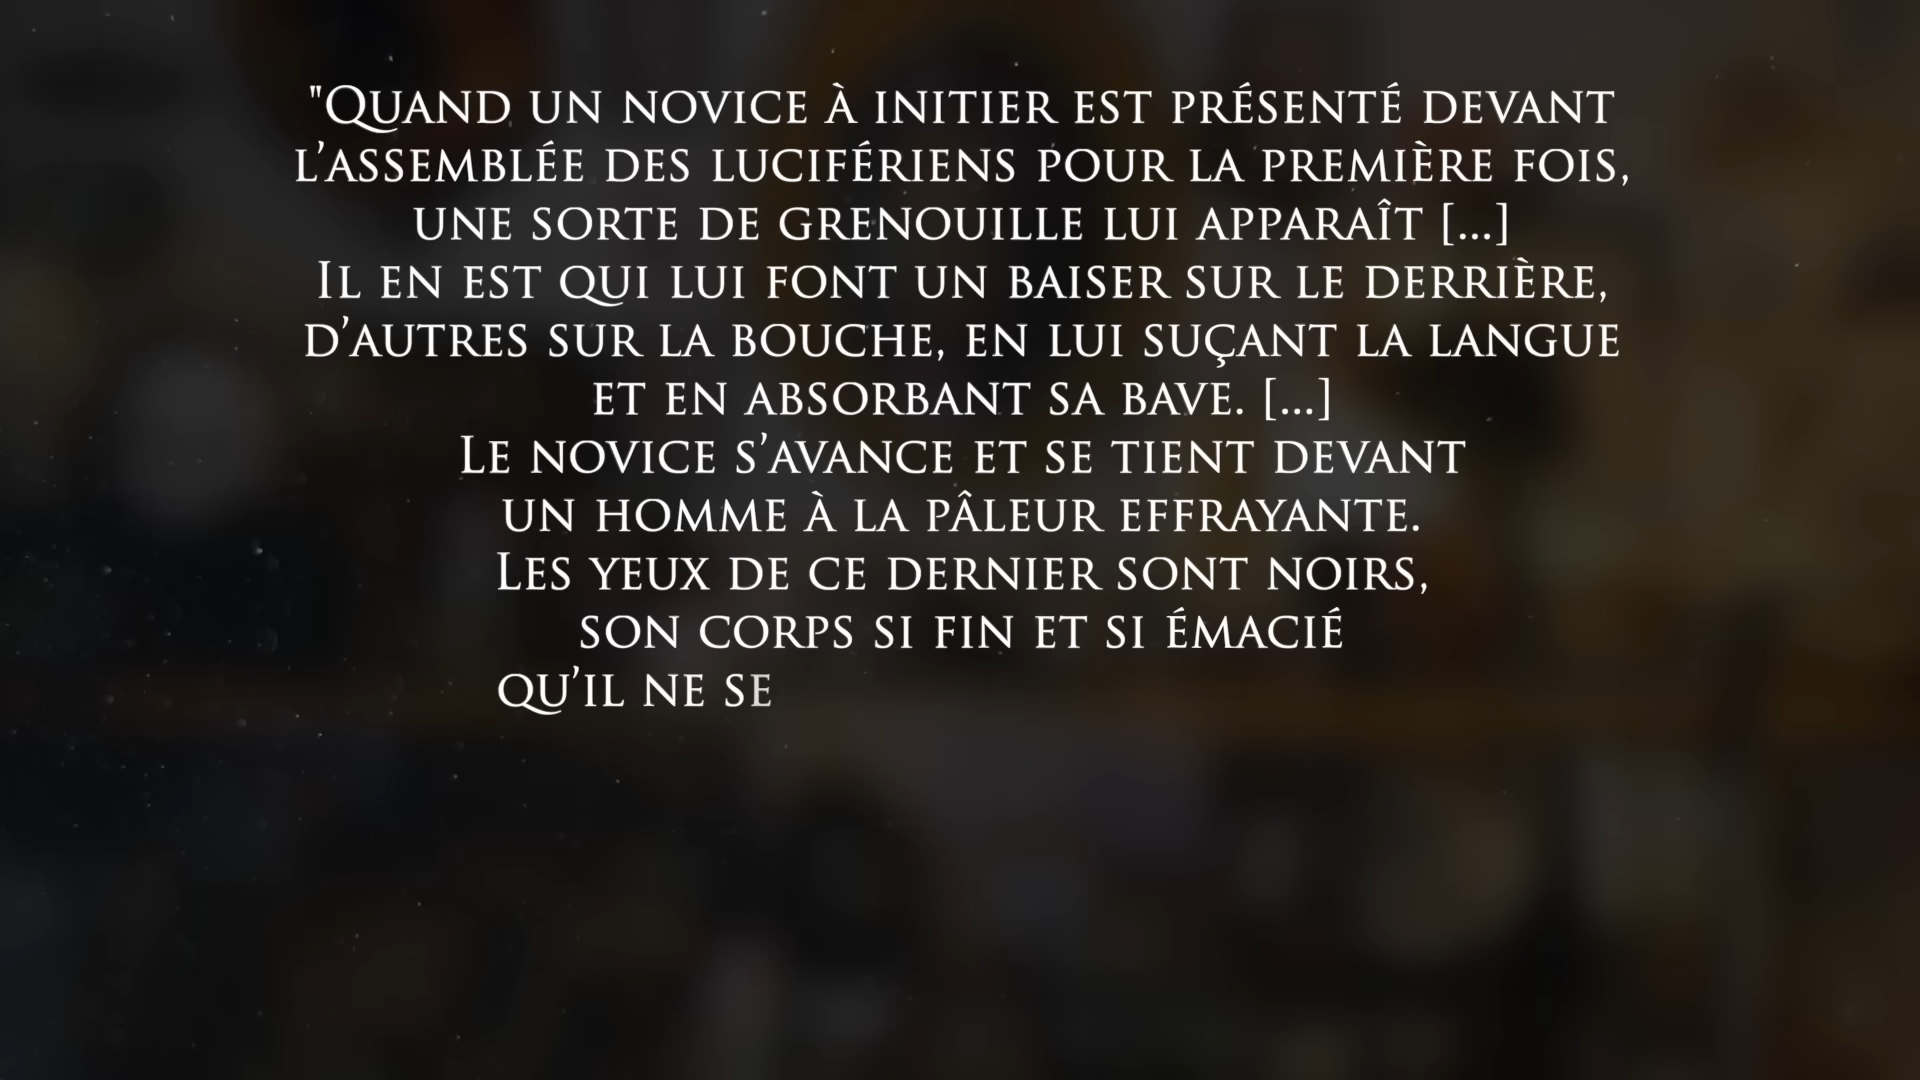 "Quand un novice à initier est présenté devant
l’assemblée des lucifériens pour la première fois,
une sorte de grenouille lui apparaît [...]
Il en est qui lui font un baiser sur le derrière,
d’autres sur la bouche, en lui suçant la langue
et en absorbant sa bave. [...]
Le novice s’avance et se tient devant
un homme à la pâleur effrayante.
Les yeux de ce dernier sont noirs,
son corps si fin et si émacié
qu’il ne se